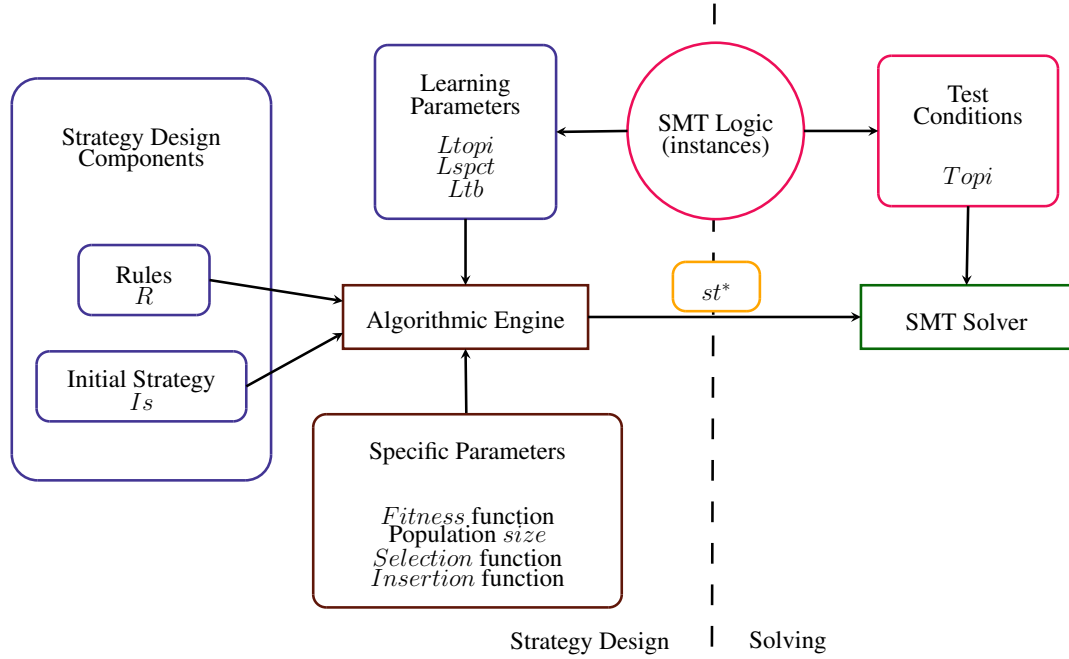 Strategy Design
Components
Rules
R
Initial Strategy
Is
Learning
Parameters
Ltopi
Lspct
Ltb
SMT Logic
(instances)
Test
Conditions
Topi
Algorithmic Engine
st*
SMT Solver
Specific Parameters
Fitness function
Population size
Selection function
Insertion function
Strategy Design
Solving